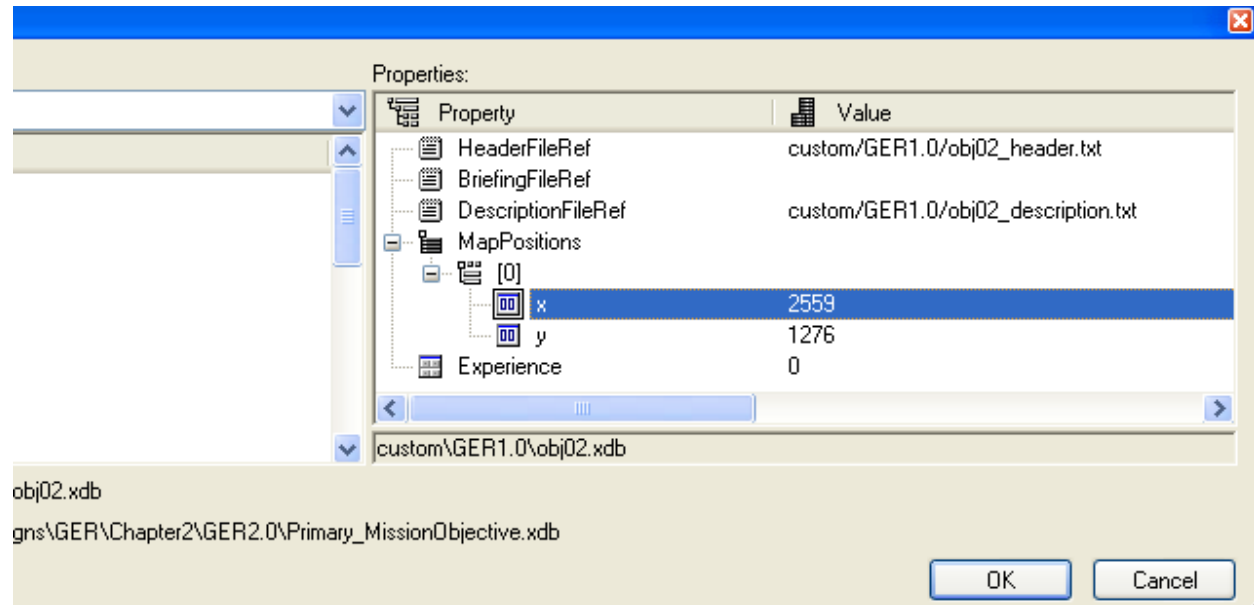 Properties:
Property Value
HeaderFileRef custom/GER1.0/obj02_header.txt
BriefingFileRef
DescriptionFileRef custom/GER1.0/obj02_description.txt
MapPositions
[0]
x 2559
y 1276
Experience 0
custom\GER1.0\obj02.xdb
obj02.xdb
gns\GER\Chapter2\GER2.0\Primary_MissionObjective.xdb
OK Cancel